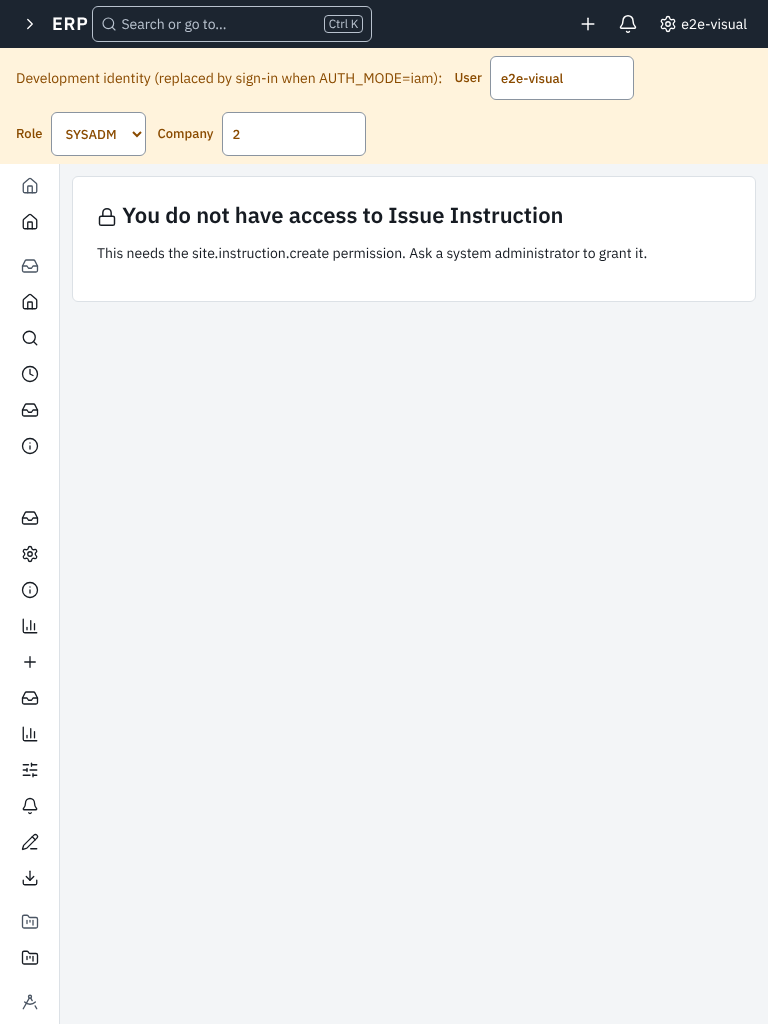 ERP Search or go to... Ctrl K e2e-visual
Development identity (replaced by sign-in when AUTH_MODE=iam): User e2e-visual
Role SYSADM Company 2
You do not have access to Issue Instruction
This needs the site.instruction.create permission. Ask a system administrator to grant it.